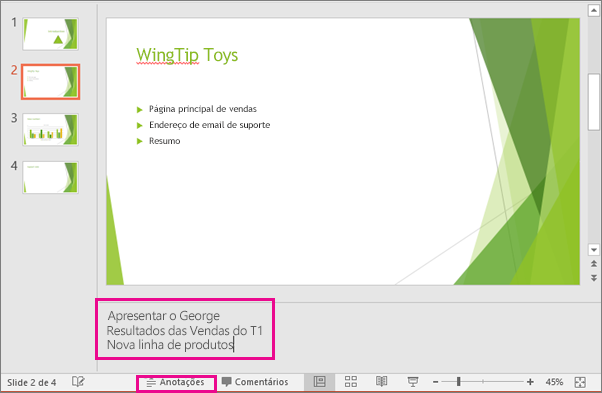 1
2
3
4
WingTip Toys
Página principal de vendas
Endereço de email de suporte
Resumo
Apresentar o George
Resultados das Vendas do T1
Nova linha de produtos
Slide 2 de 4
Anotações
Comentários
45%